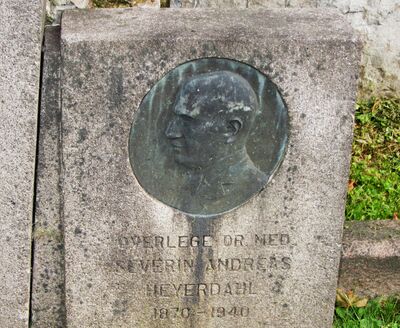 OVERLEGE DR. MED.
SEVERIN ANDREAS
HEYERDAHL
1870-1940